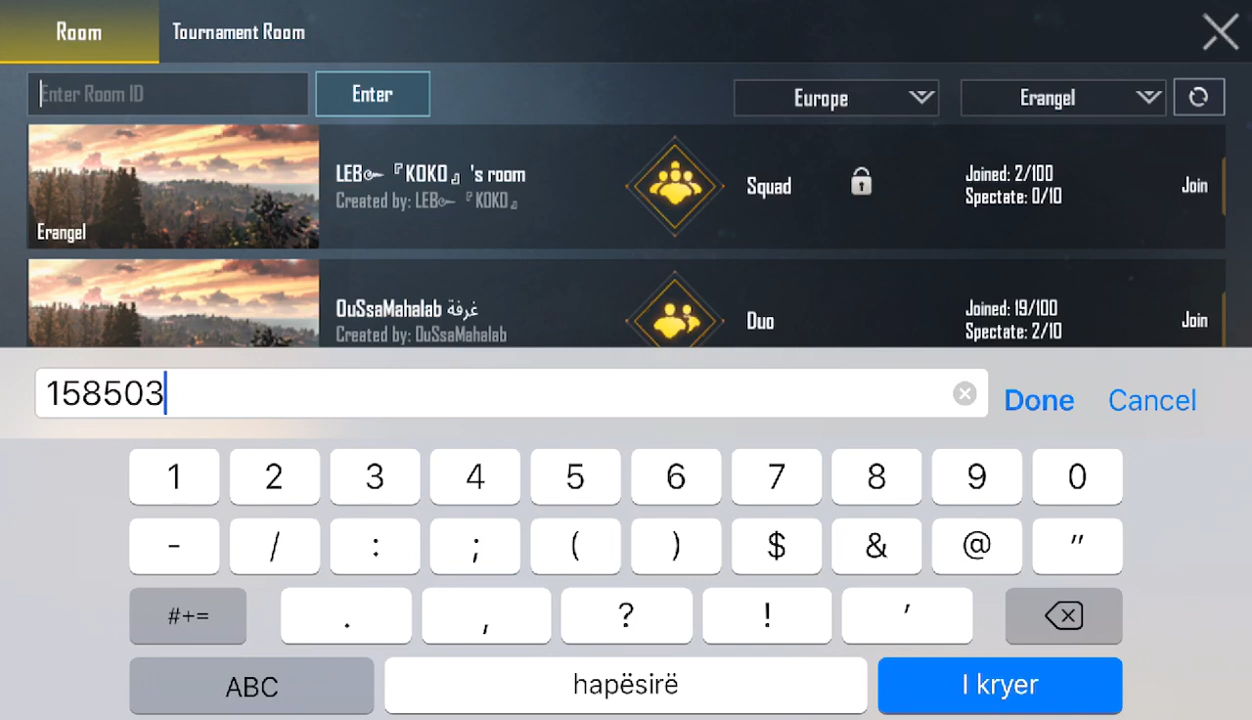 Room Tournament Room
Enter Room ID Enter Europe Erangel
LEB 『KOKO』 's room
Created by: LEB 『KOKO』
Squad
Joined: 2/100
Spectate: 0/10
Join
Erangel
OuSsaMahalab غرفة
Created by: OuSsaMahalab
Duo
Joined: 19/100
Spectate: 2/10
Join
158503 Done Cancel
1 2 3 4 5 6 7 8 9 0
- / : ; ( ) $ & @ "
#+= . , ? ! '
ABC hapësirë I kryer